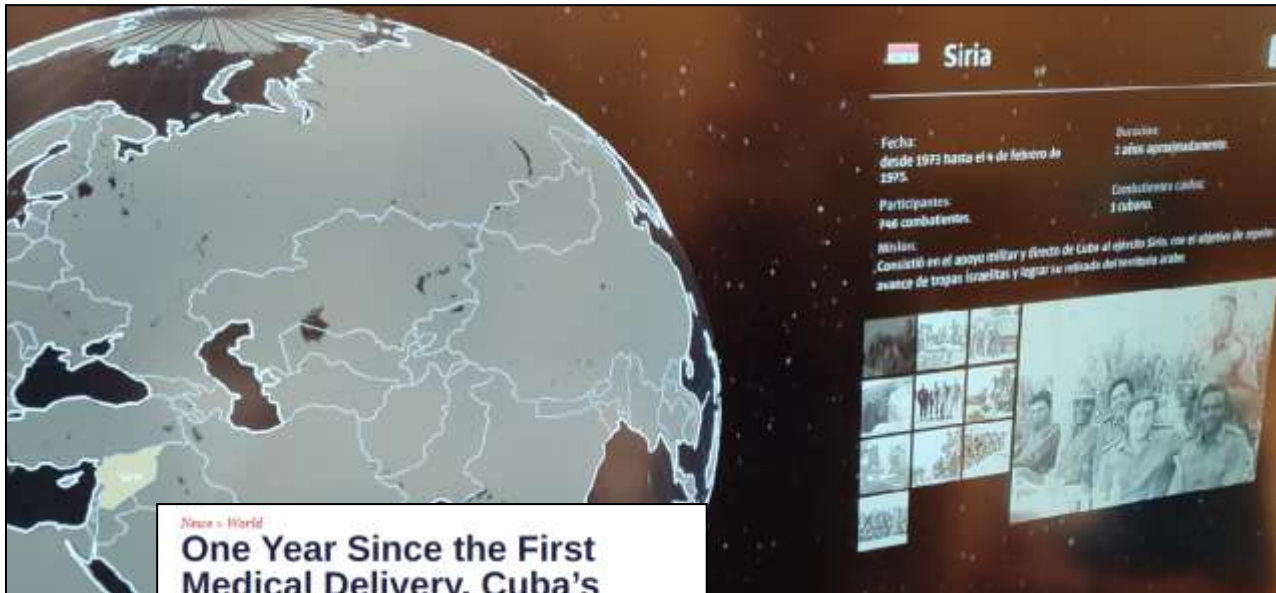 Siria
Fecha:
desde 1973 hasta el 4 de febrero de
1975.
Participantes:
746 combatientes.
Duración:
2 años aproximadamente.
Combatientes caídos:
1 cubano.
Misión:
Consistió en el apoyo militar y directo de Cuba al ejército Sirio, con el objetivo de
avance de tropas israelitas y lograr su retirada del territorio árabe
News » World
One Year Since the First
Medical Delivery, Cuba's